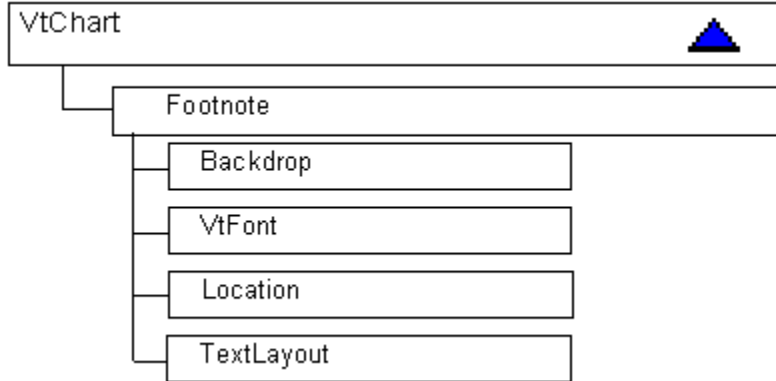 VtChart
Footnote
Backdrop
VtFont
Location
TextLayout